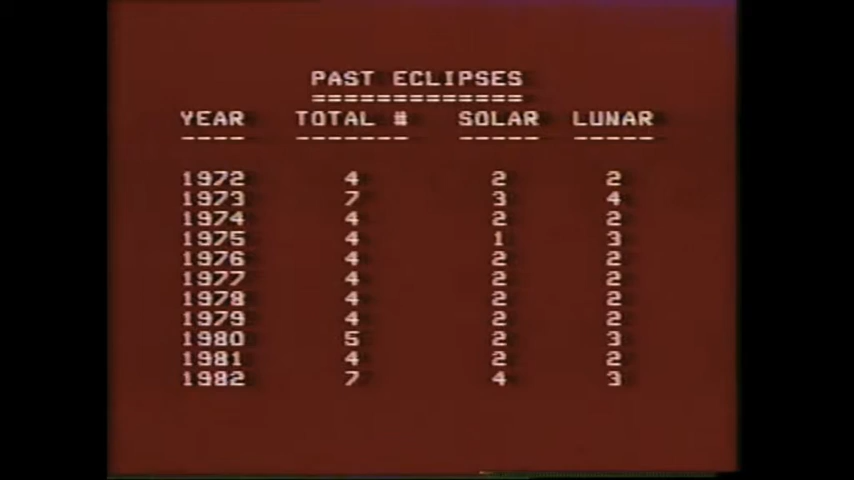 PAST ECLIPSES
=============
YEAR TOTAL # SOLAR LUNAR
---- ------- ----- -----
1972 4 2 2
1973 7 3 4
1974 4 2 2
1975 4 1 3
1976 4 2 2
1977 4 2 2
1978 4 2 2
1979 4 2 2
1980 5 2 3
1981 4 2 2
1982 7 4 3